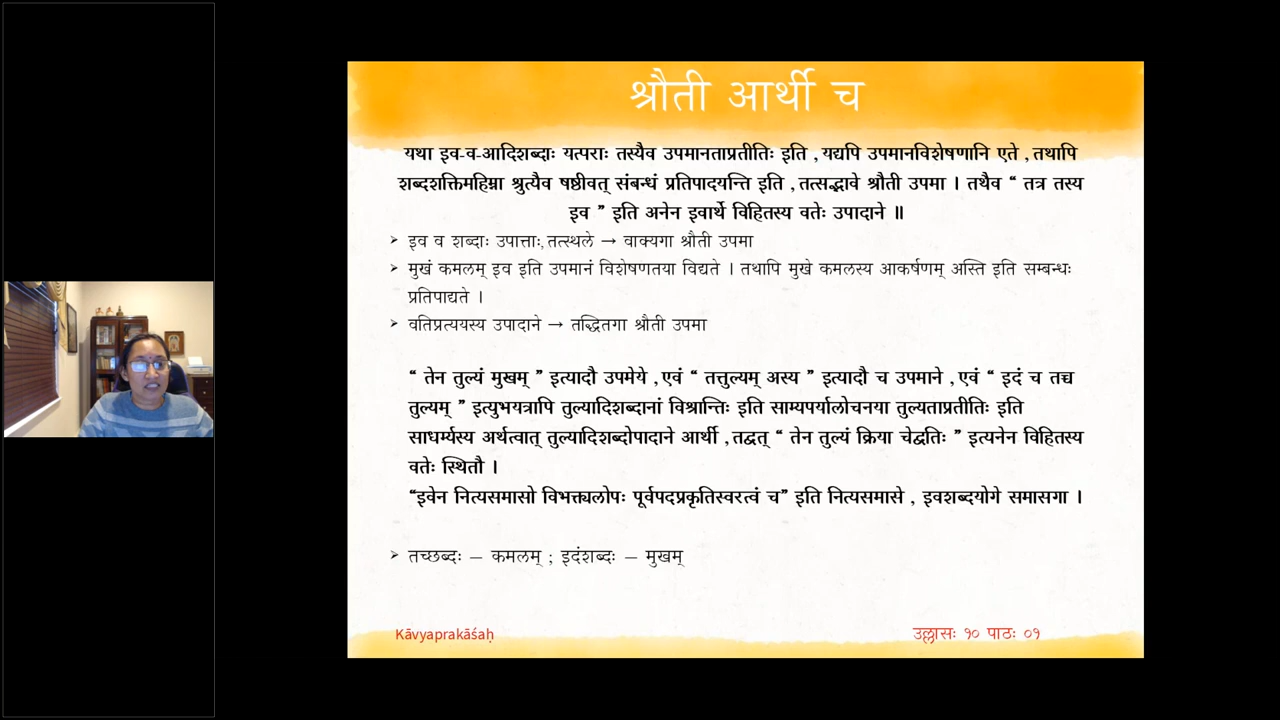 श्रौती आर्थी च
यथा इव-व-आदिशब्दाः यत्पराः तस्यैव उपमानताप्रतीतिः इति , यद्यपि उपमानविशेषणानि एते , तथापि
शब्दशक्तिमहिम्ना श्रुत्यैव षष्ठीवत् संबन्धं प्रतिपादयन्ति इति , तत्सद्भावे श्रौती उपमा । तथैव “ तत्र तस्य
इव ” इति अनेन इवार्थे विहितस्य वतेः उपादाने ॥
➢ इव व शब्दाः उपात्ताः, तत्स्थले → वाक्यगा श्रौती उपमा
➢ मुखं कमलम् इव इति उपमानं विशेषणतया विद्यते । तथापि मुखे कमलस्य आकर्षणम् अस्ति इति सम्बन्धः
प्रतिपाद्यते ।
➢ वतिप्रत्ययस्य उपादाने → तद्धितगा श्रौती उपमा
“ तेन तुल्यं मुखम् ” इत्यादौ उपमेये , एवं “ तत्तुल्यम् अस्य ” इत्यादौ च उपमाने , एवं “ इदं च तच्च
तुल्यम् ” इत्युभयत्रापि तुल्यादिशब्दानां विश्रान्तिः इति साम्यपर्यालोचनया तुल्यताप्रतीतिः इति
साधर्म्यस्य अर्थत्वात् तुल्यादिशब्दोपादाने आर्थी , तद्वत् “ तेन तुल्यं क्रिया चेद्वतिः ” इत्यनेन विहितस्य
वतेः स्थितौ ।
“इवेन नित्यसमासो विभक्त्यलोपः पूर्वपदप्रकृतिस्वरत्वं च” इति नित्यसमासे , इवशब्दयोगे समासगा ।
➢ तच्छब्दः – कमलम् ; इदंशब्दः – मुखम्
Kāvyaprakāśaḥ
उल्लासः १० पाठः ०१